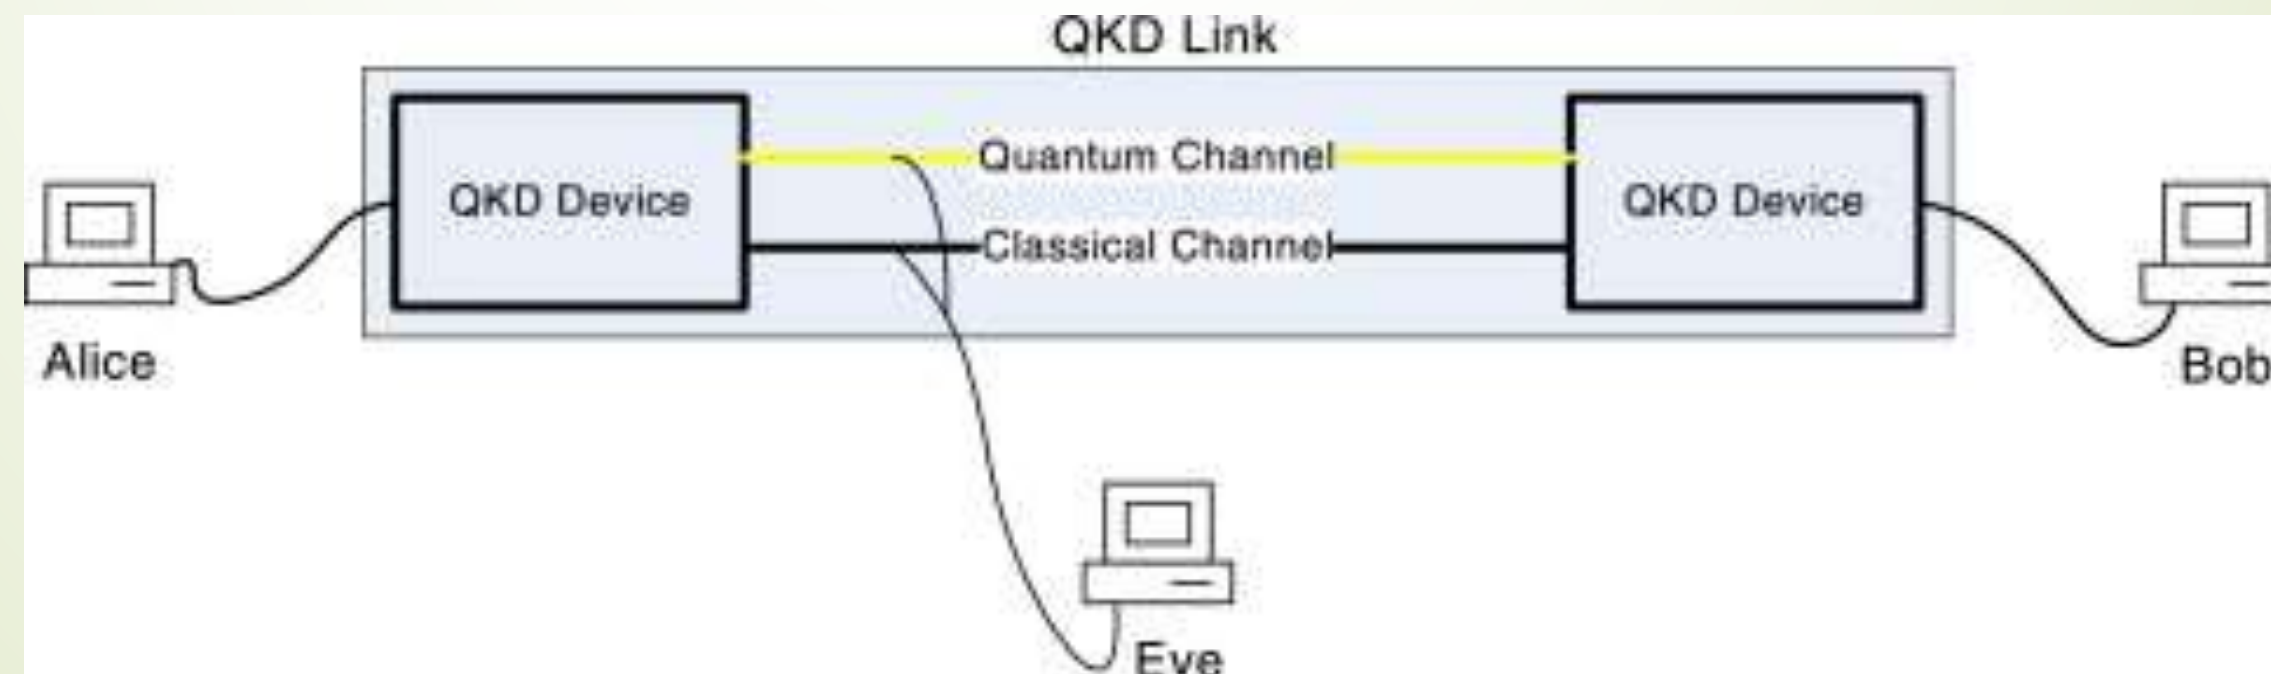 QKD Link
Quantum Channel
QKD Device
QKD Device
Classical Channel
Alice
Bob
Eve